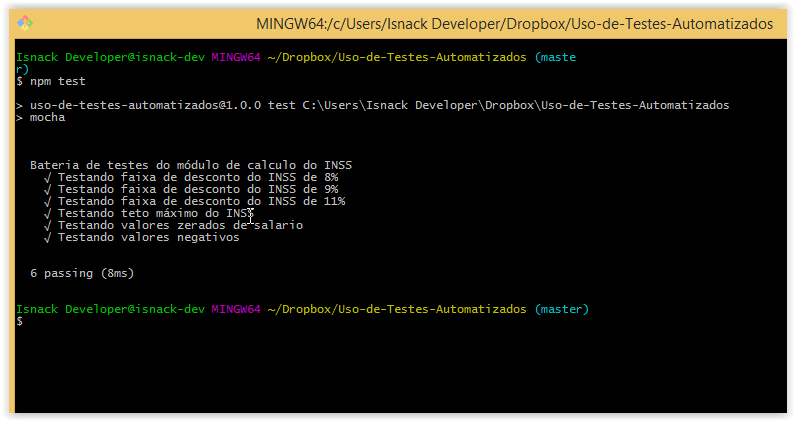 MINGW64:/c/Users/Isnack Developer/Dropbox/Uso-de-Testes-Automatizados
Isnack Developer@isnack-dev MINGW64 ~/Dropbox/Uso-de-Testes-Automatizados (maste
r)
$ npm test
> uso-de-testes-automatizados@1.0.0 test C:\Users\Isnack Developer\Dropbox\Uso-de-Testes-Automatizados
> mocha
Bateria de testes do módulo de calculo do INSS
√ Testando faixa de desconto do INSS de 8%
√ Testando faixa de desconto do INSS de 9%
√ Testando faixa de desconto do INSS de 11%
√ Testando teto máximo do INSS
√ Testando valores zerados de salario
√ Testando valores negativos
6 passing (8ms)
Isnack Developer@isnack-dev MINGW64 ~/Dropbox/Uso-de-Testes-Automatizados (master)
$